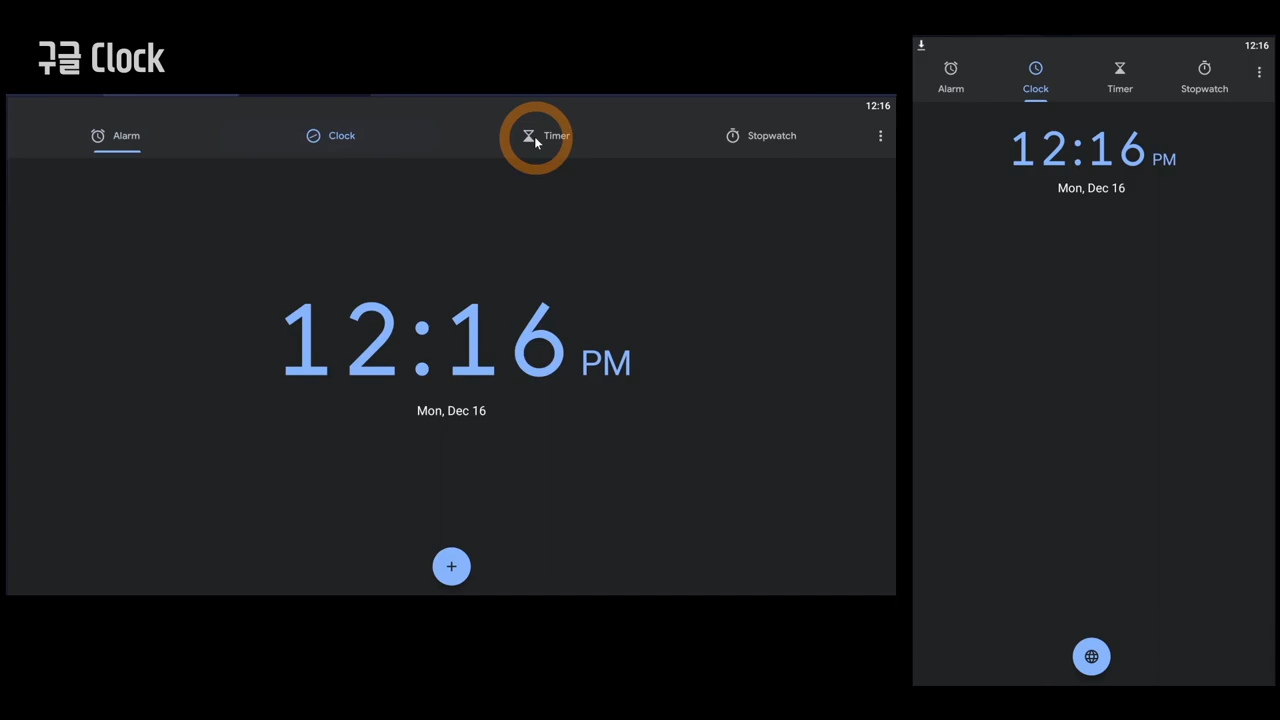 구글 Clock
12:16
Alarm
Clock
Timer
Stopwatch
12:16 PM
Mon, Dec 16
12:16
Alarm
Clock
Timer
Stopwatch
12:16 PM
Mon, Dec 16